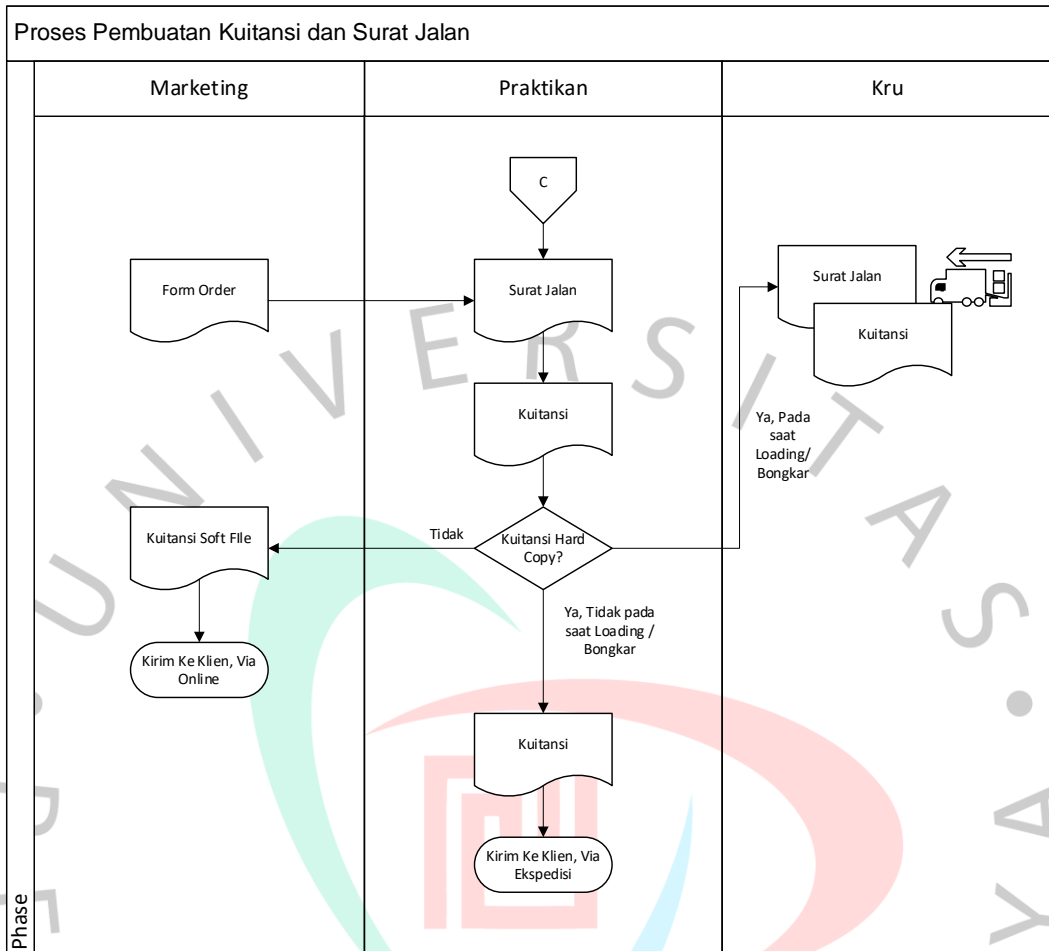 Proses Pembuatan Kuitansi dan Surat Jalan
Marketing
Praktikan
Kru
C
Form Order
Surat Jalan
Surat Jalan
Kuitansi
Kuitansi
Ya, Pada
saat
Loading/
Bongkar
Kuitansi Soft FIle
Tidak
Kuitansi Hard
Copy?
Ya, Tidak pada
saat Loading /
Bongkar
Kirim Ke Klien, Via
Online
Kuitansi
Kirim Ke Klien, Via
Ekspedisi
Phase
UNIVERSITAS